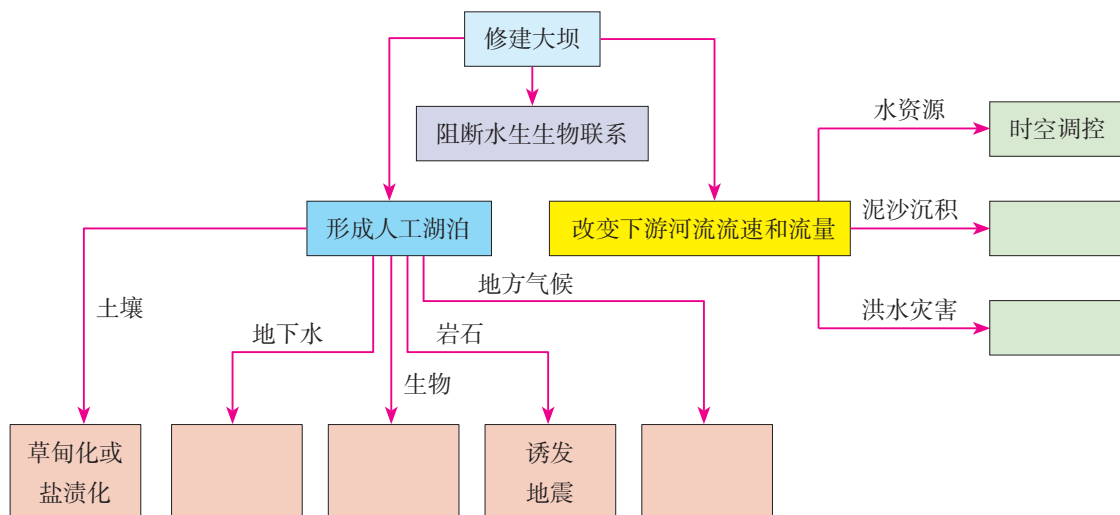 修建大坝
阻断水生生物联系
水资源
时空调控
形成人工湖泊
改变下游河流流速和流量
泥沙沉积
土壤
地方气候
洪水灾害
地下水
岩石
生物
草甸化或
盐渍化
诱发
地震